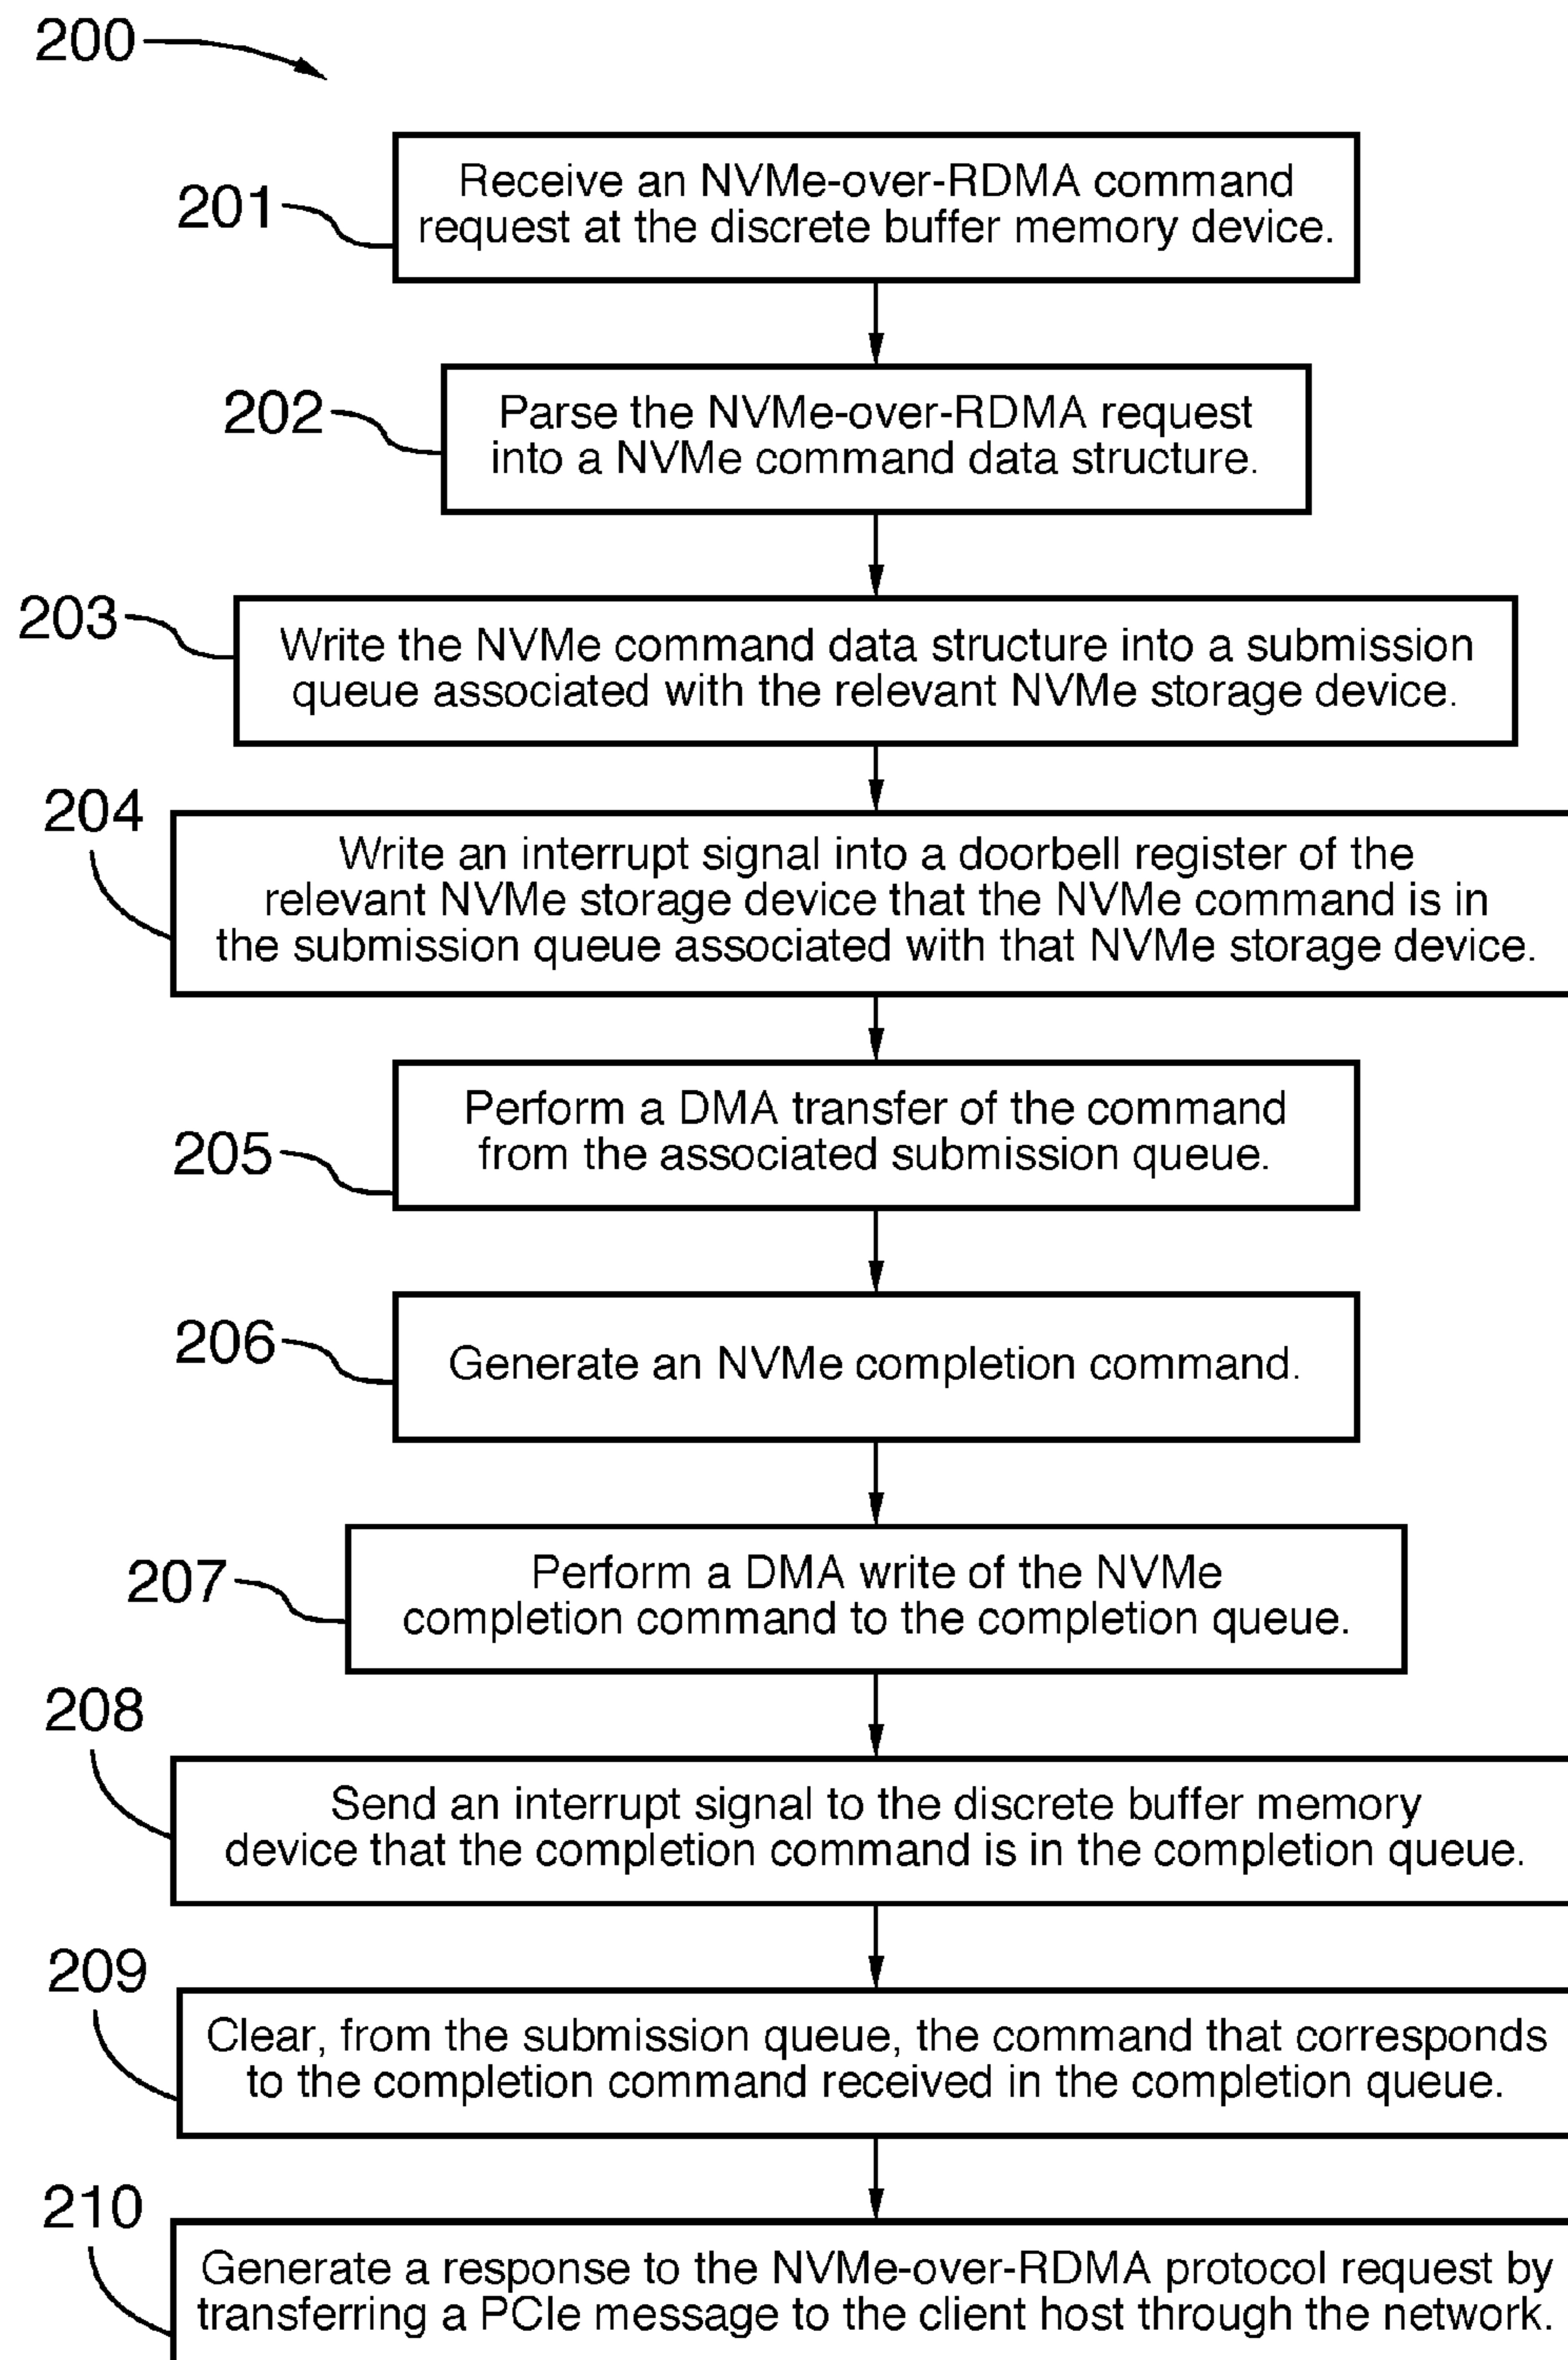 200
201
Receive an NVMe-over-RDMA command
request at the discrete buffer memory device.
202
Parse the NVMe-over-RDMA request
into a NVMe command data structure.
203
Write the NVMe command data structure into a submission
queue associated with the relevant NVMe storage device.
204
Write an interrupt signal into a doorbell register of the
relevant NVMe storage device that the NVMe command is in
the submission queue associated with that NVMe storage device.
205
Perform a DMA transfer of the command
from the associated submission queue.
206
Generate an NVMe completion command.
207
Perform a DMA write of the NVMe
completion command to the completion queue.
208
Send an interrupt signal to the discrete buffer memory
device that the completion command is in the completion queue.
209
Clear, from the submission queue, the command that corresponds
to the completion command received in the completion queue.
210
Generate a response to the NVMe-over-RDMA protocol request by
transferring a PCIe message to the client host through the network.